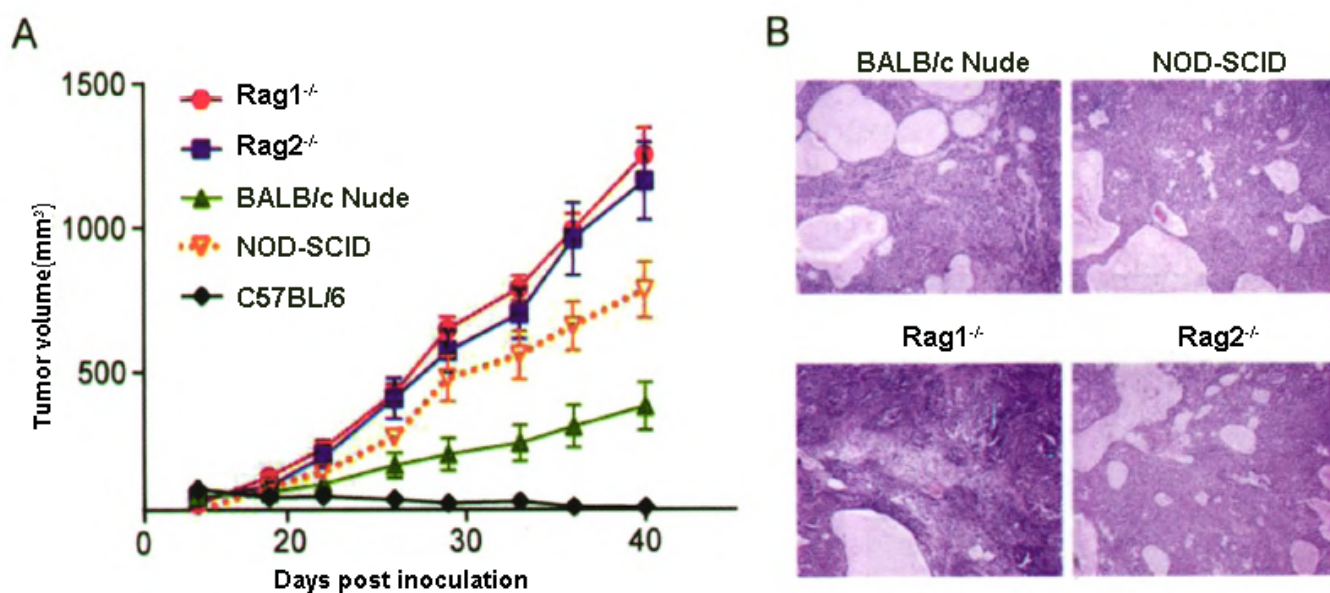 A
Tumor volume(mm³)
1500
1000
500
Rag1⁻/⁻
Rag2⁻/⁻
BALB/c Nude
NOD-SCID
C57BL/6
0 20 30 40
Days post inoculation
B
BALB/c Nude NOD-SCID
Rag1⁻/⁻ Rag2⁻/⁻